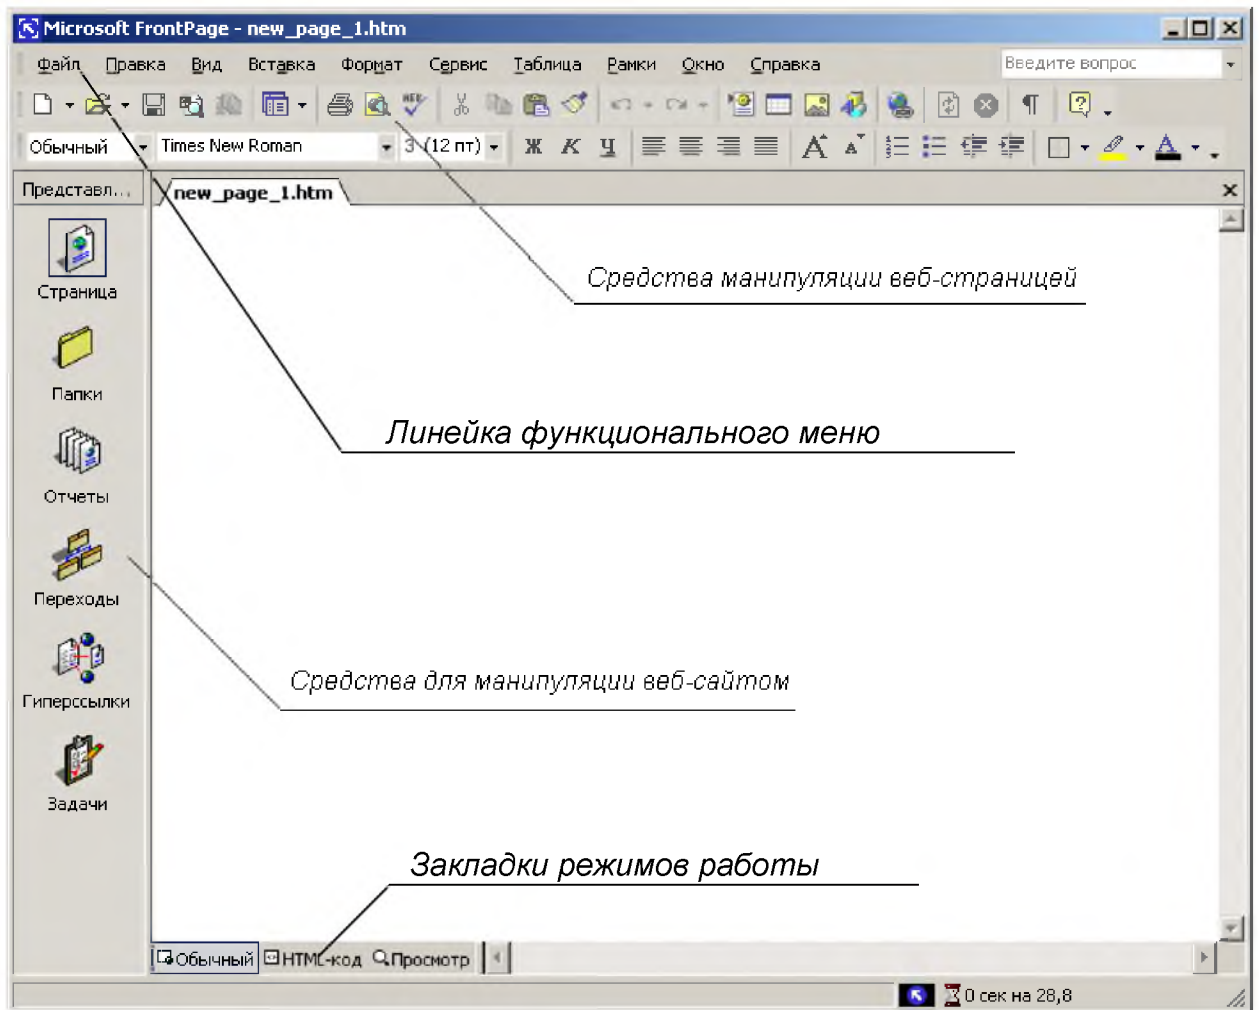 Microsoft FrontPage - new_page_1.htm
Файл Правка Вид Вставка Формат Сервис Таблица Рамки Окно Справка Введите вопрос
Обычный Times New Roman 3 (12 пт) Ж К Ч
Представл... new_page_1.htm
Страница
Средства манипуляции веб-страницей
Папки
Линейка функционального меню
Отчеты
Переходы
Средства для манипуляции веб-сайтом
Гиперссылки
Задачи
Закладки режимов работы
Обычный HTML-код Просмотр
0 сек на 28,8